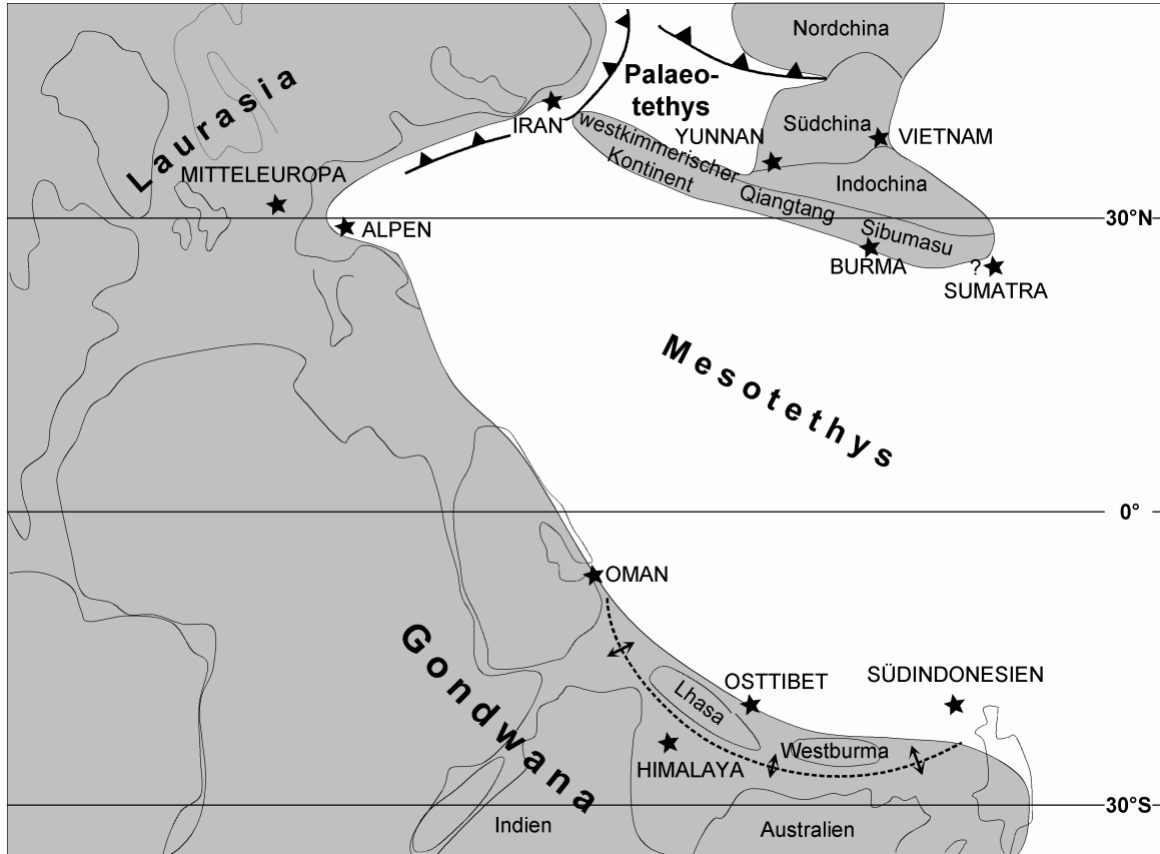 Nordchina
Palaeo-
tethys
Laurasia
IRAN
westkimmerischer
Kontinent
YUNNAN
Südchina
VIETNAM
MITTELEUROPA
Indochina
Qiangtang
30°N
ALPEN
Sibumasu
BURMA
?
SUMATRA
Mesotethys
0°
OMAN
Gondwana
Lhasa
OSTTIBET
SÜDINDONESIEN
Westburma
HIMALAYA
30°S
Indien
Australien